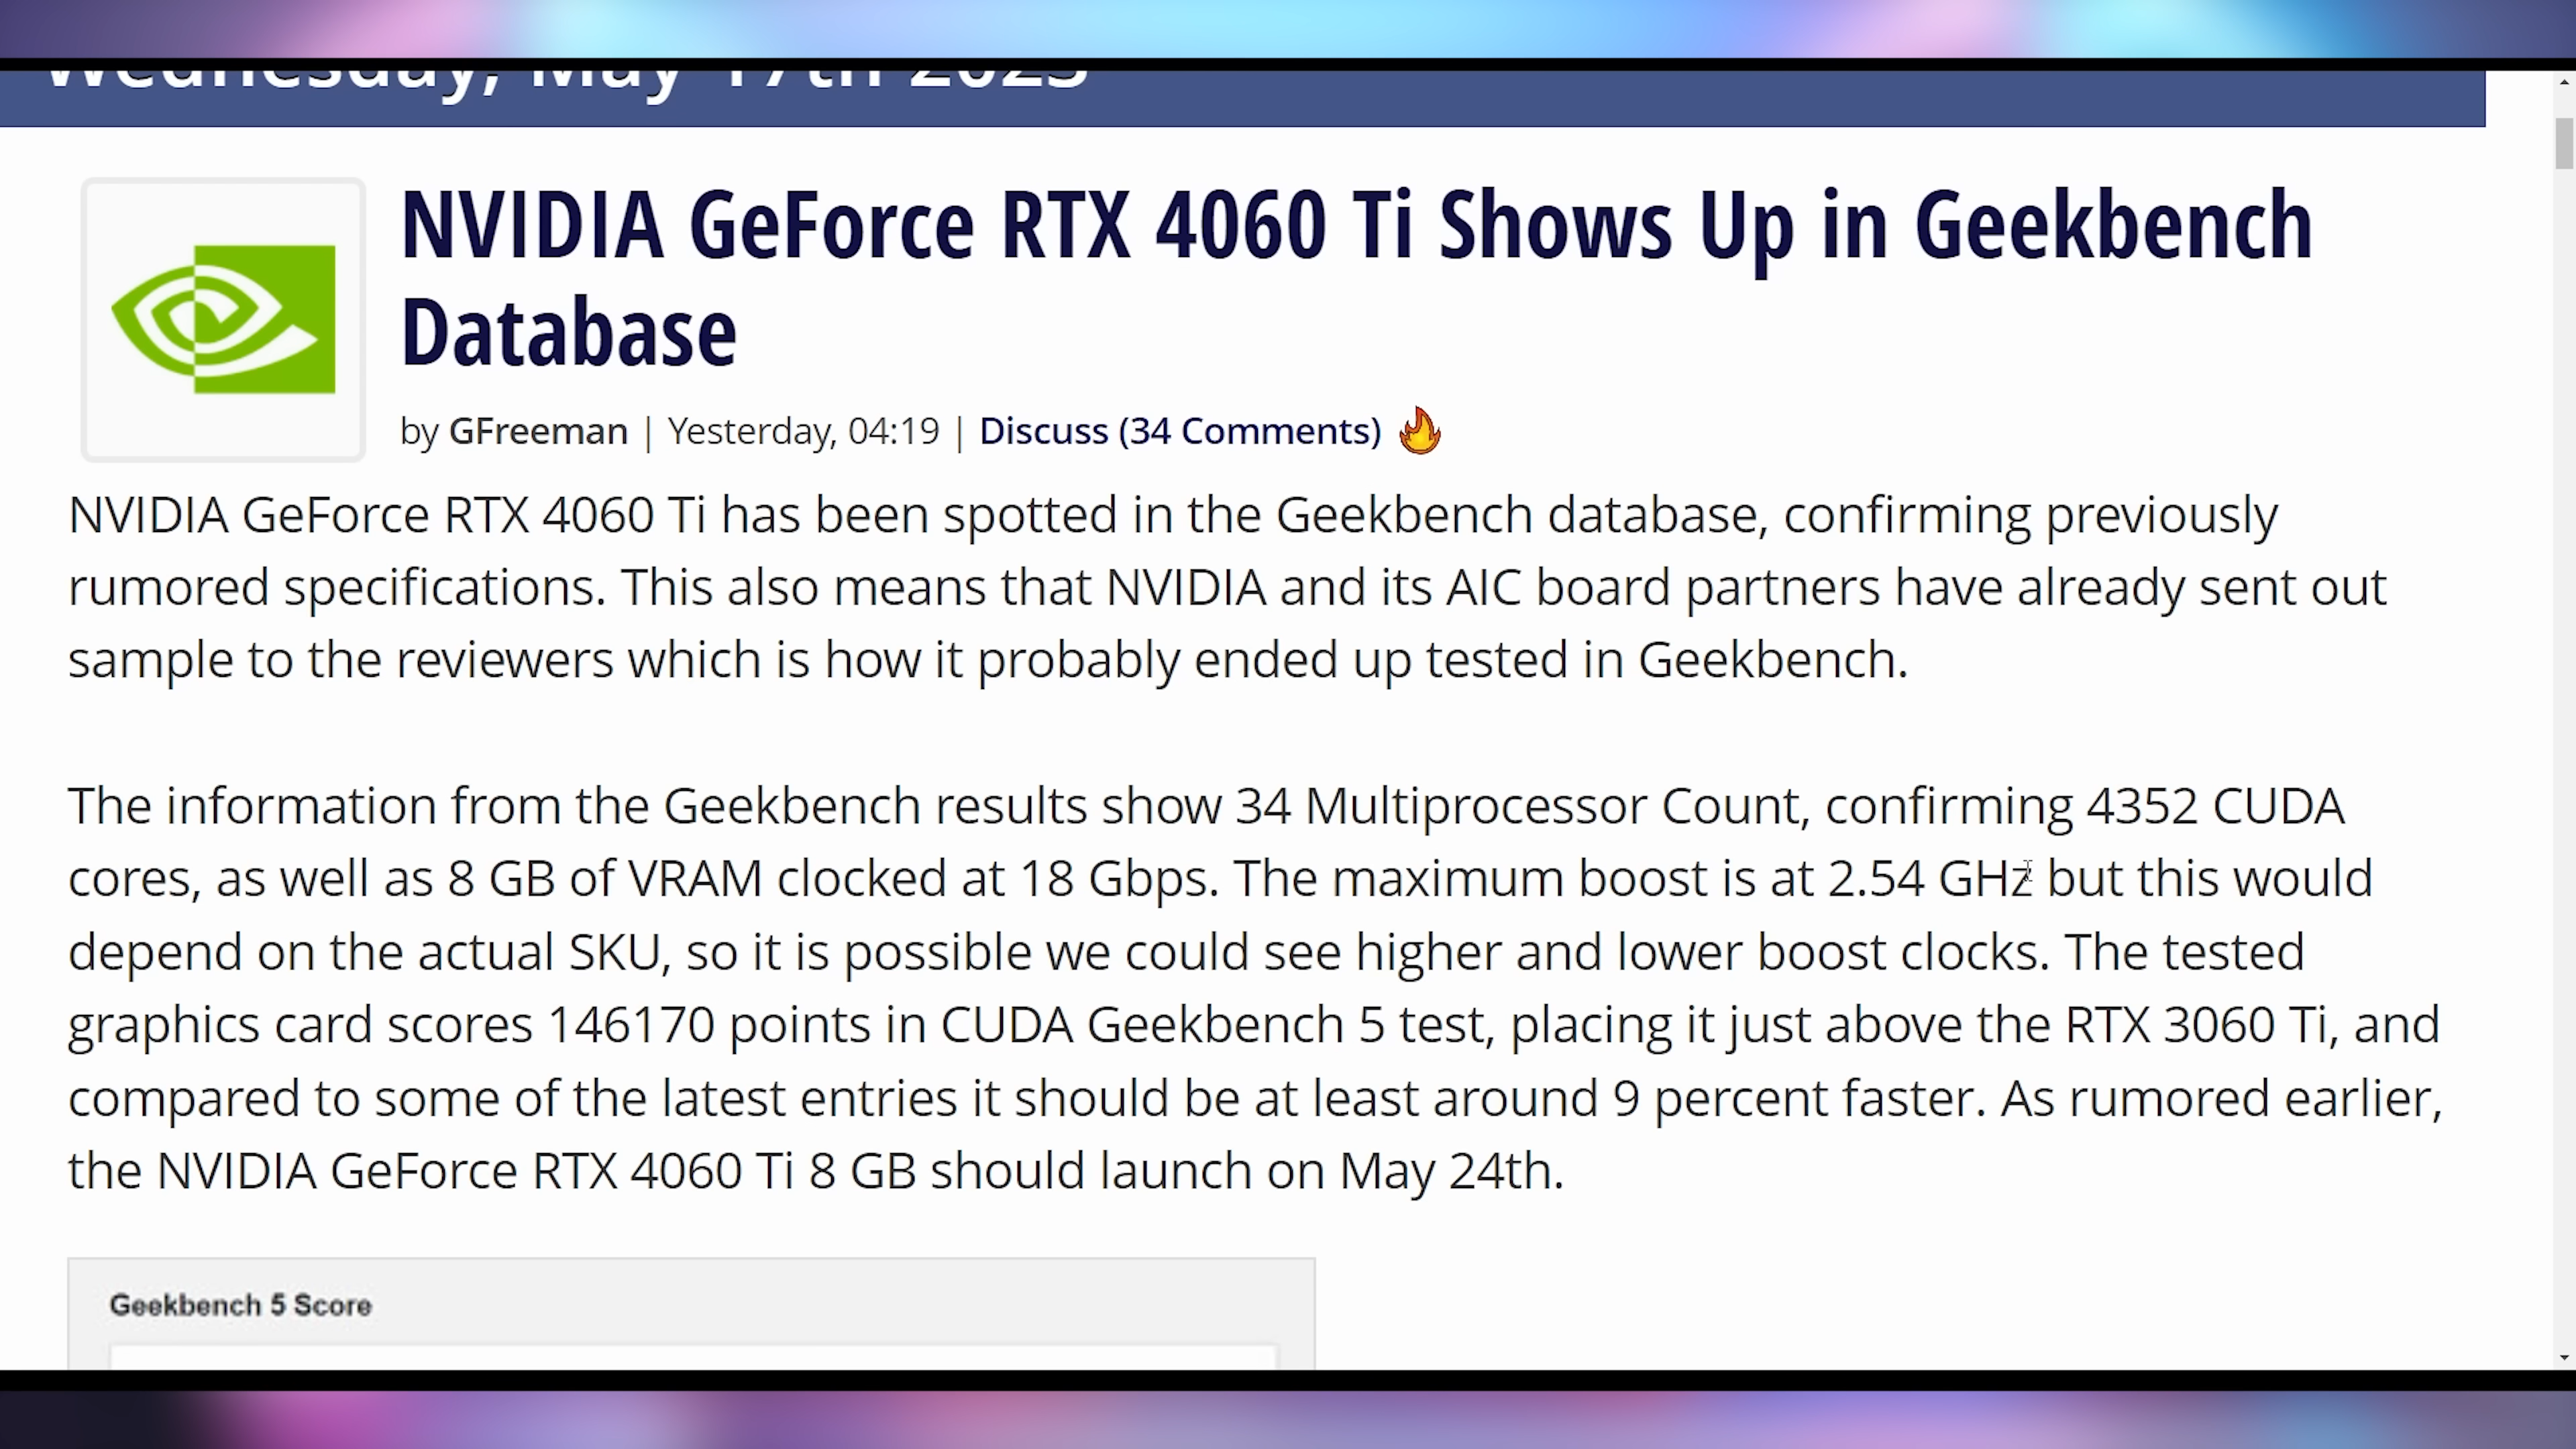 Wednesday, May 17th 2023
NVIDIA GeForce RTX 4060 Ti Shows Up in Geekbench
Database
by GFreeman | Yesterday, 04:19 | Discuss (34 Comments)
NVIDIA GeForce RTX 4060 Ti has been spotted in the Geekbench database, confirming previously
rumored specifications. This also means that NVIDIA and its AIC board partners have already sent out
sample to the reviewers which is how it probably ended up tested in Geekbench.
The information from the Geekbench results show 34 Multiprocessor Count, confirming 4352 CUDA
cores, as well as 8 GB of VRAM clocked at 18 Gbps. The maximum boost is at 2.54 GHz but this would
depend on the actual SKU, so it is possible we could see higher and lower boost clocks. The tested
graphics card scores 146170 points in CUDA Geekbench 5 test, placing it just above the RTX 3060 Ti, and
compared to some of the latest entries it should be at least around 9 percent faster. As rumored earlier,
the NVIDIA GeForce RTX 4060 Ti 8 GB should launch on May 24th.
Geekbench 5 Score